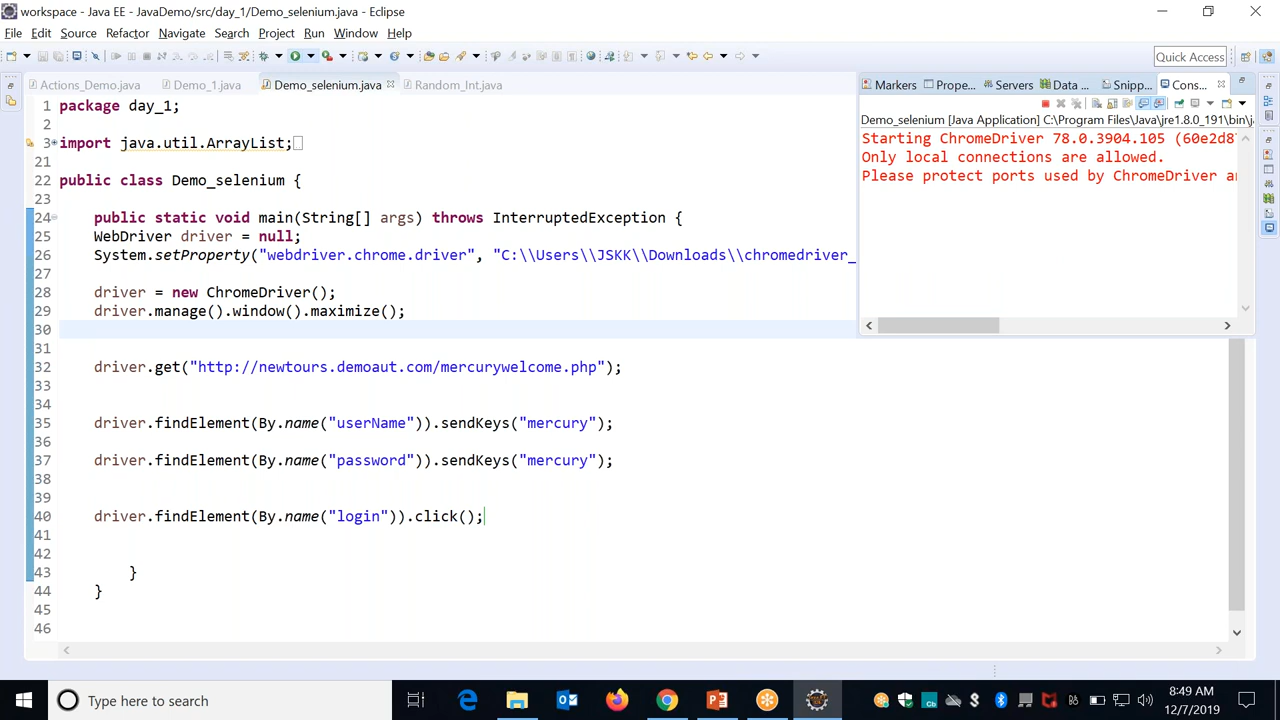 workspace - Java EE - JavaDemo/src/day_1/Demo_selenium.java - Eclipse
File Edit Source Refactor Navigate Search Project Run Window Help
Quick Access
Actions_Demo.java Demo_1.java Demo_selenium.java Random_Int.java
Markers Prope... Servers Data ... Snipp... Cons...
Demo_selenium [Java Application] C:\Program Files\Java\jre1.8.0_191\bin\j
Starting ChromeDriver 78.0.3904.105 (60e2d8
Only local connections are allowed.
Please protect ports used by ChromeDriver an
1 package day_1;
2
3 import java.util.ArrayList;
21
22 public class Demo_selenium {
23
24 public static void main(String[] args) throws InterruptedException {
25 WebDriver driver = null;
26 System.setProperty("webdriver.chrome.driver", "C:\\Users\\JSKK\\Downloads\\chromedriver_
27
28 driver = new ChromeDriver();
29 driver.manage().window().maximize();
30
31
32 driver.get("http://newtours.demoaut.com/mercurywelcome.php");
33
34
35 driver.findElement(By.name("userName")).sendKeys("mercury");
36
37 driver.findElement(By.name("password")).sendKeys("mercury");
38
39
40 driver.findElement(By.name("login")).click();
41
42
43 }
44 }
45
46
Type here to search
8:49 AM
12/7/2019